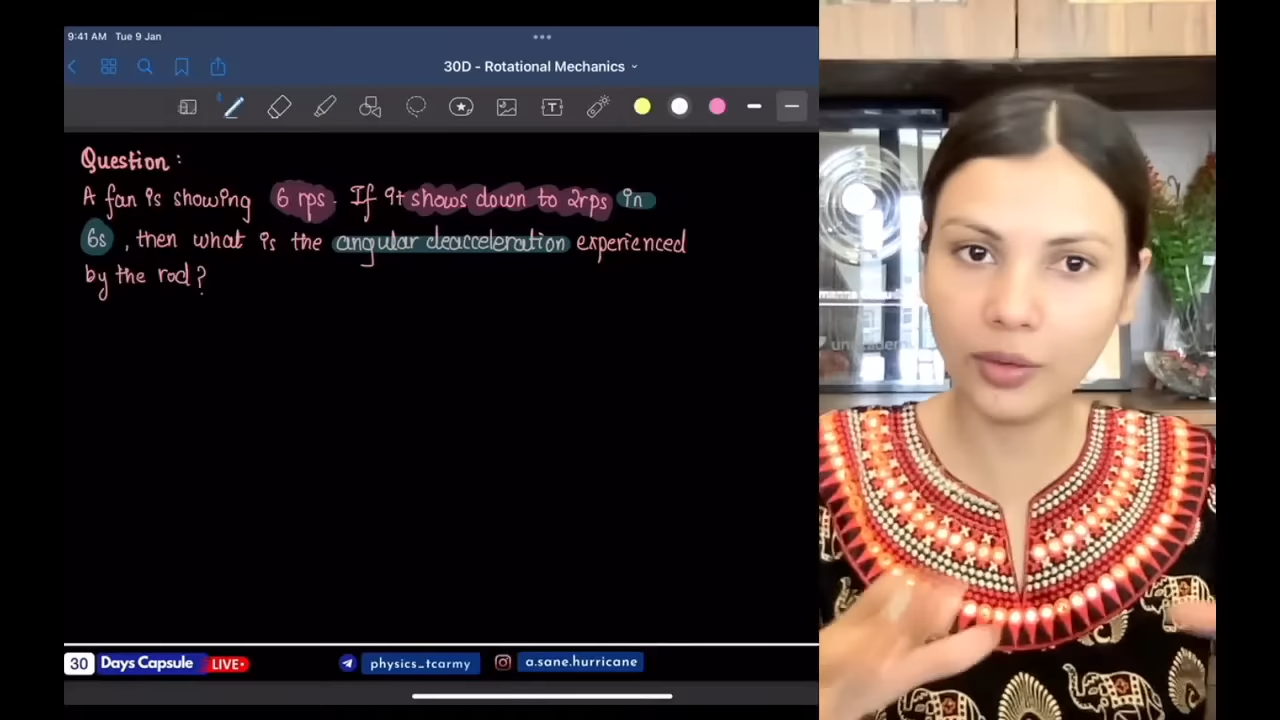 9:41 AM Tue 9 Jan
30D - Rotational Mechanics
Question :
A fan is showing 6 rps. If it shows down to 2rps in
6s, then what is the angular deacceleration experienced
by the rod?
30 Days Capsule LIVE
physics_tcarmy
a.sane.hurricane